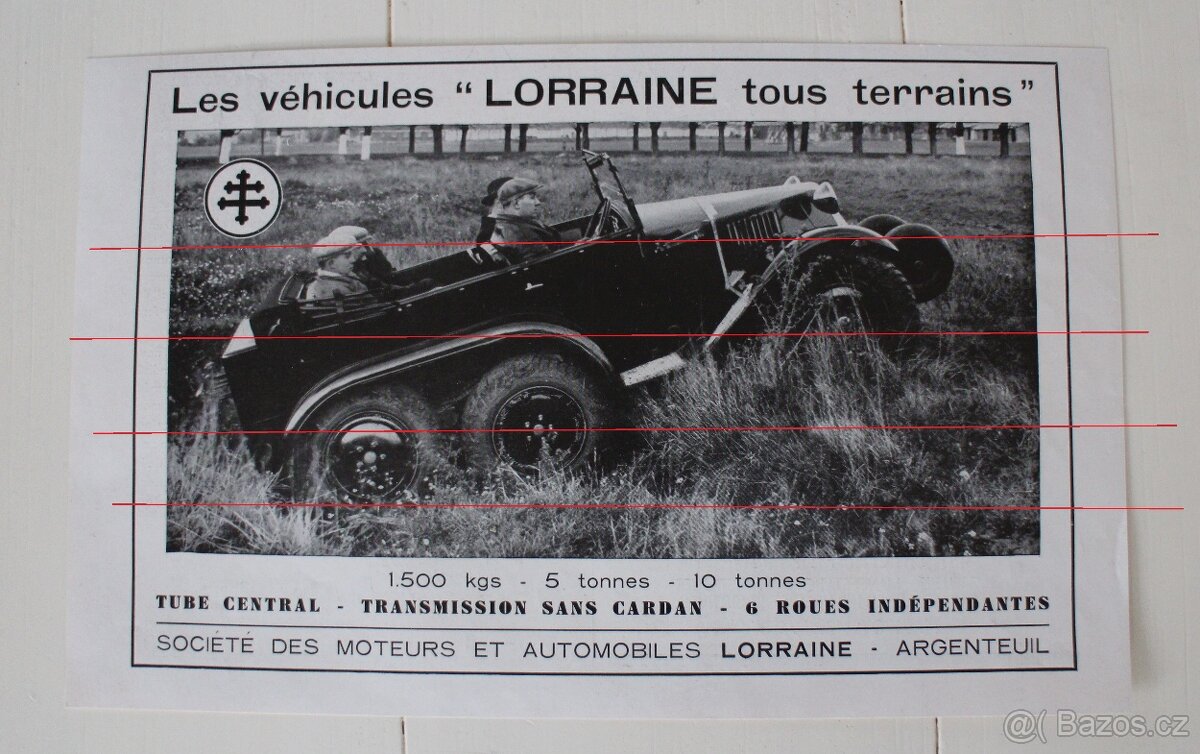 Les véhicules “LORRAINE tous terrains”
1.500 kgs - 5 tonnes - 10 tonnes
TUBE CENTRAL - TRANSMISSION SANS CARDAN - 6 ROUES INDÉPENDANTES
SOCIÉTÉ DES MOTEURS ET AUTOMOBILES LORRAINE - ARGENTEUIL
@( Bazos.cz